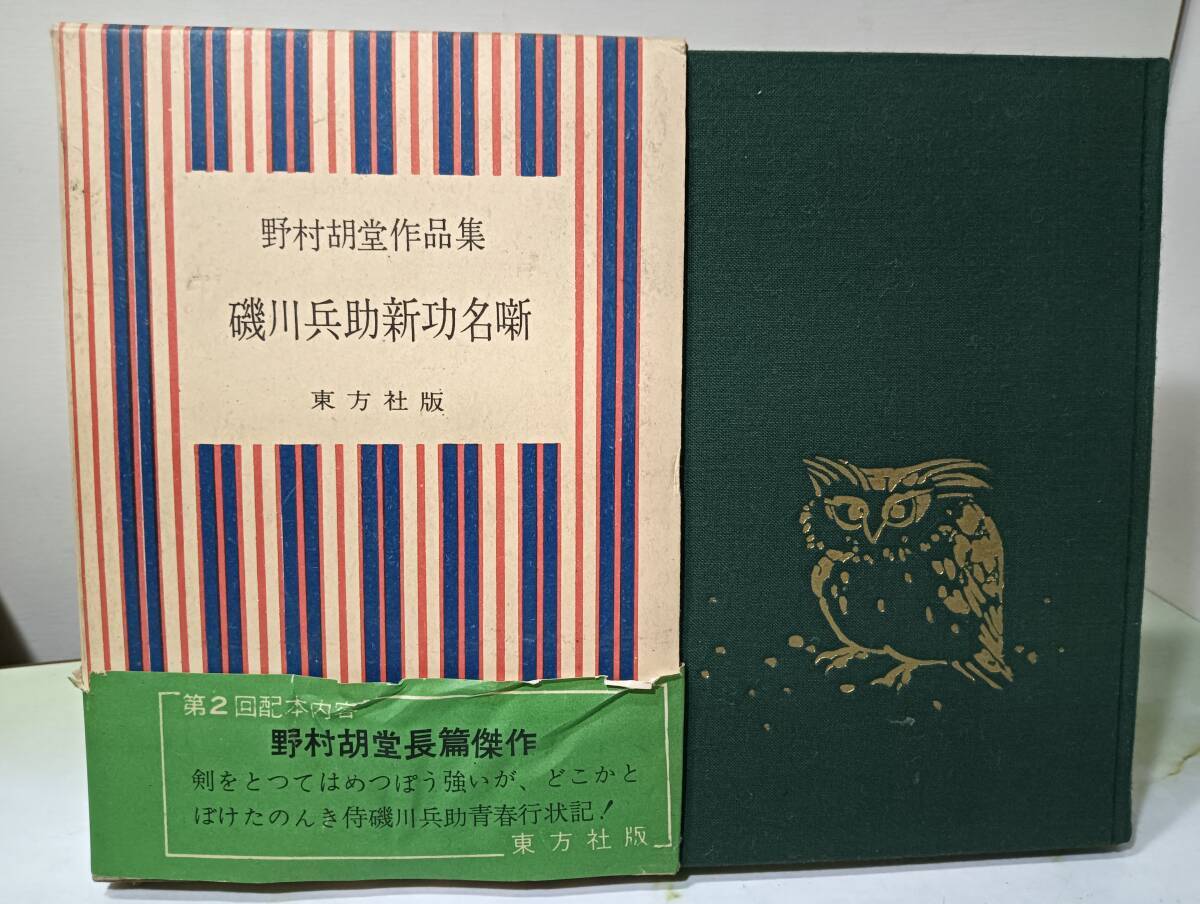 野村胡堂作品集
磯川兵助新功名噺
東方社版
第2回配本内容
野村胡堂長篇傑作
剣をとつてはめつぽう強いが、どこかと
ぼけたのんき侍磯川兵助青春行状記!
東方社版